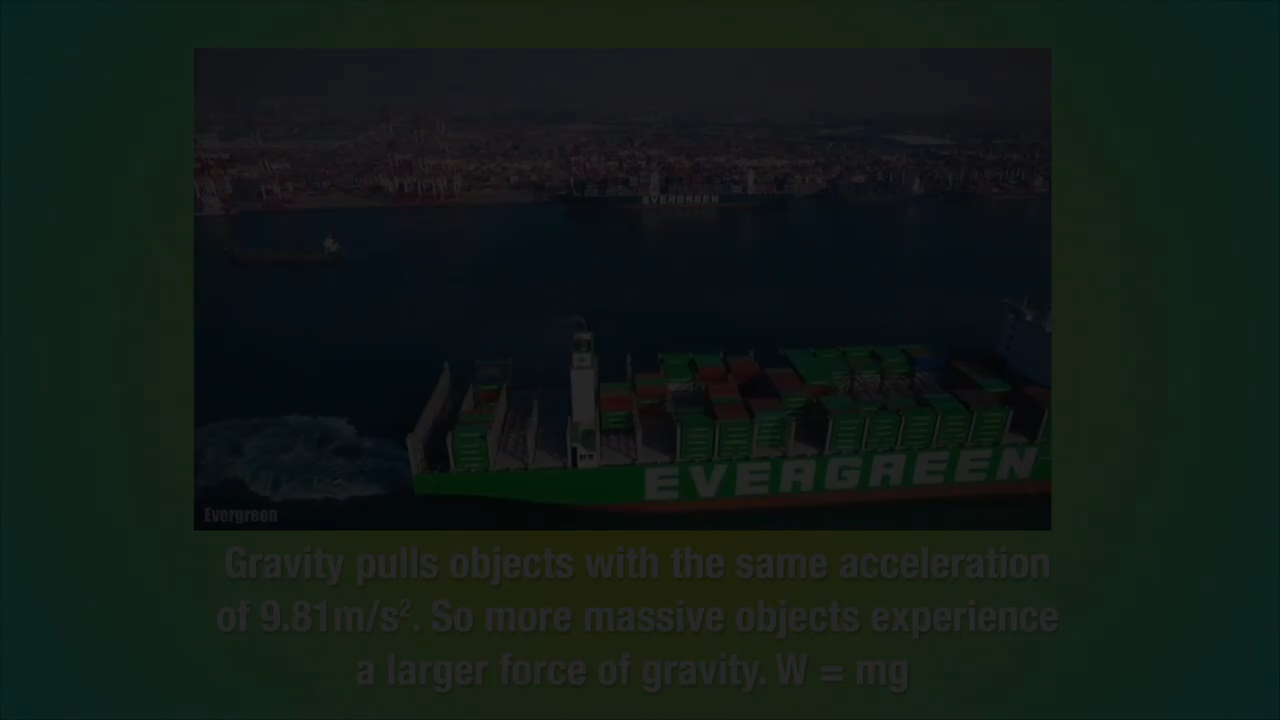 EVERGREEN
EVERGREEN
Evergreen
Gravity pulls objects with the same acceleration
of 9.81m/s². So more massive objects experience
a larger force of gravity. W = mg